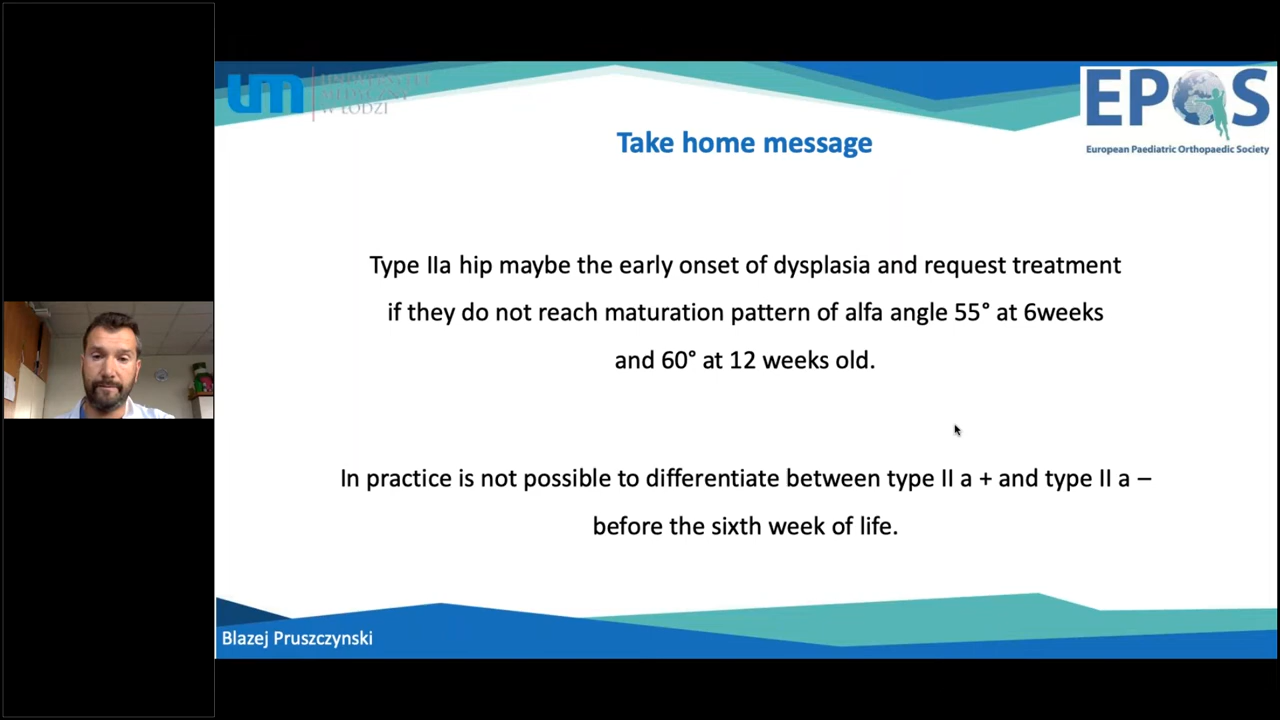 UNIWERSYTET
MEDYCZNY
W ŁODZI
EPOS
European Paediatric Orthopaedic Society
Take home message
Type IIa hip maybe the early onset of dysplasia and request treatment
if they do not reach maturation pattern of alfa angle 55° at 6weeks
and 60° at 12 weeks old.
In practice is not possible to differentiate between type II a + and type II a –
before the sixth week of life.
Blazej Pruszczynski